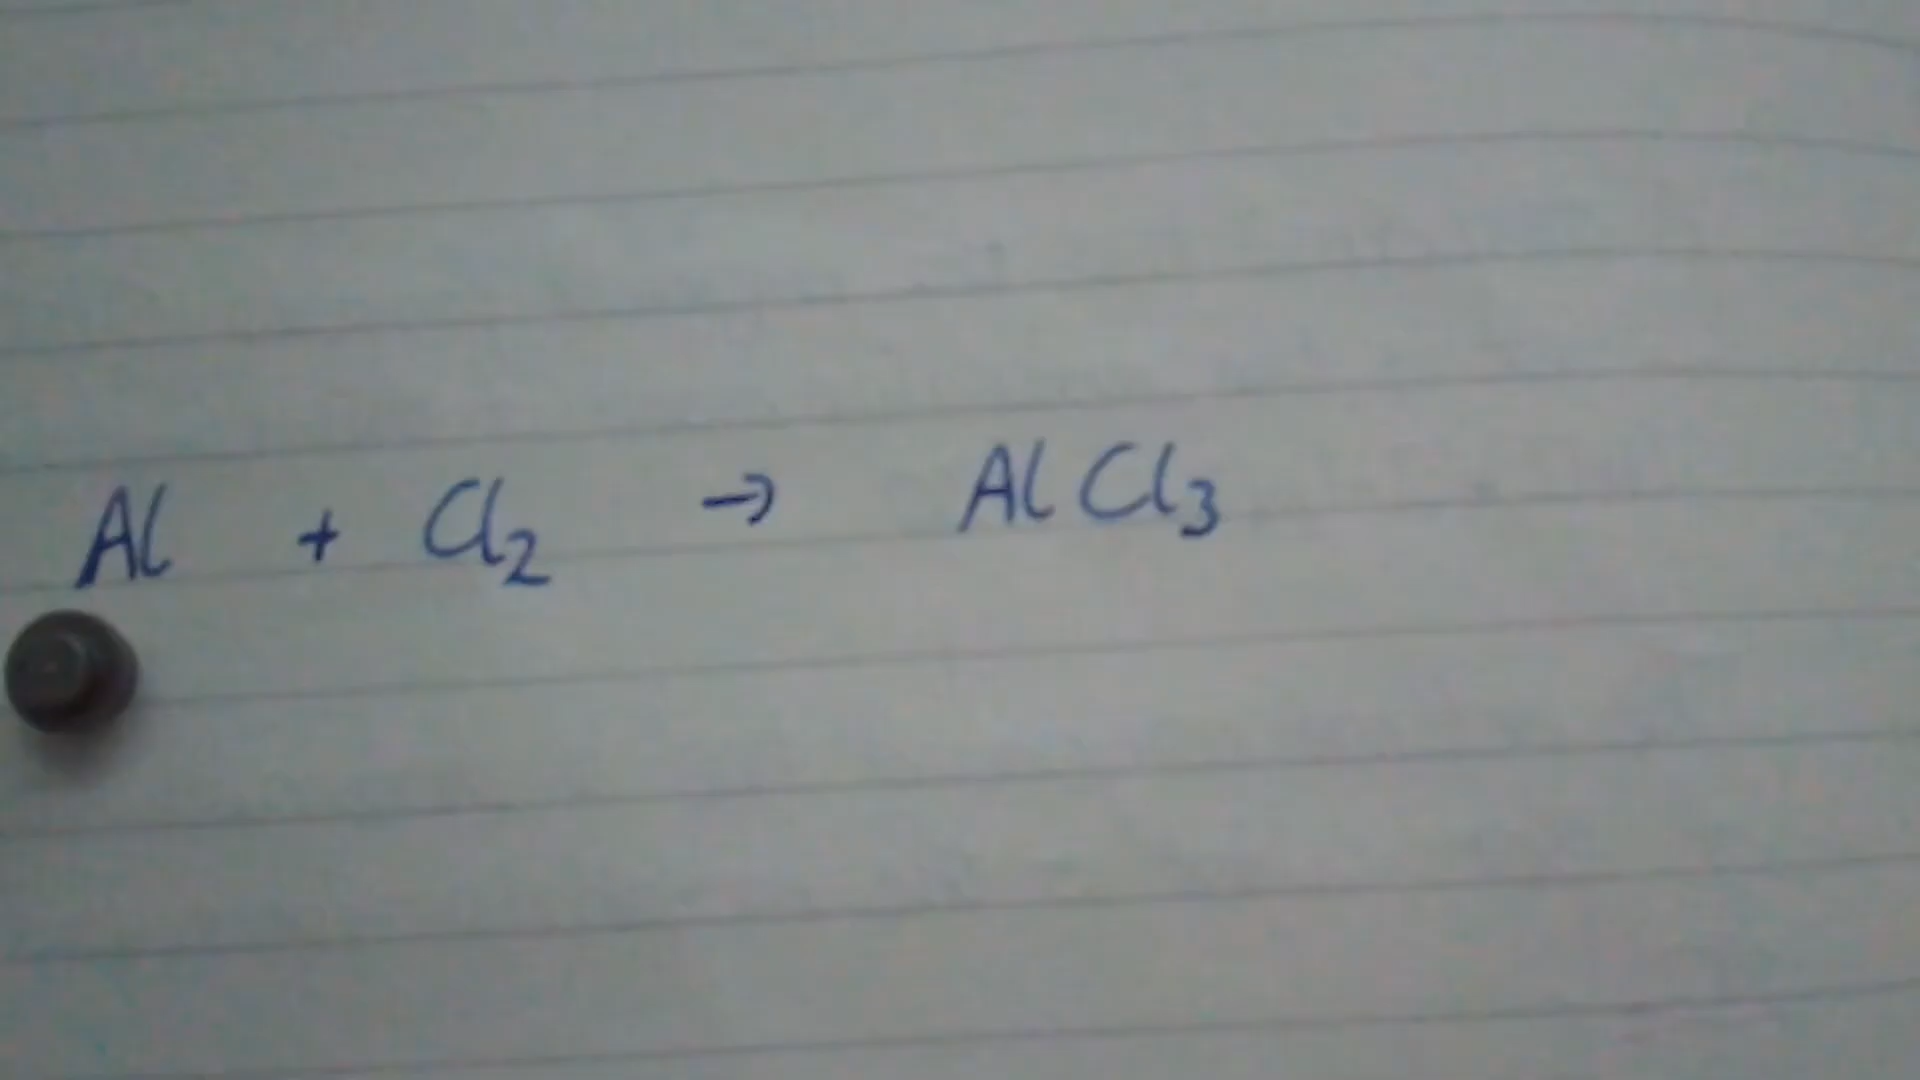 Al + Cl₂ → AlCl₃